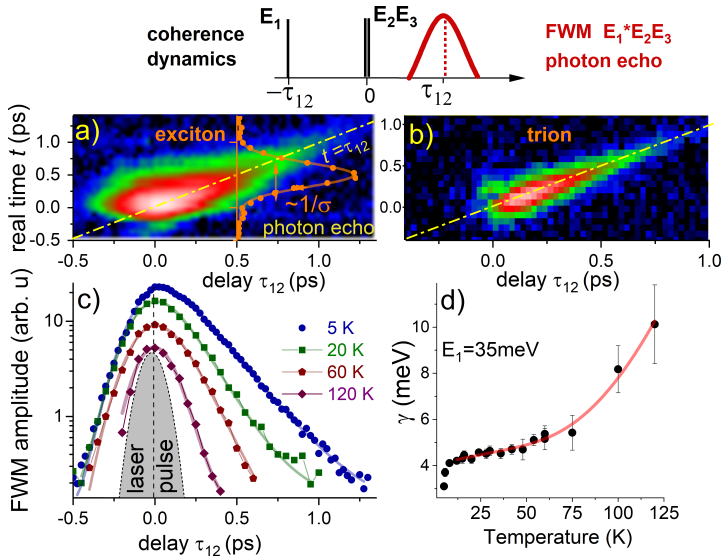 coherence
dynamics
E₁
E₂E₃
−τ₁₂
0
τ₁₂
FWM E₁*E₂E₃
photon echo
a)
exciton
t = τ₁₂
~1/σ
photon echo
real time t (ps)
1.0
0.5
0.0
-0.5
-0.5
0.0
0.5
1.0
delay τ₁₂ (ps)
b)
trion
1.0
0.5
0.0
0.0
0.5
1.0
delay τ₁₂ (ps)
c)
FWM amplitude (arb. u)
10
1
5 K
20 K
60 K
120 K
laser
pulse
-0.5
0.0
0.5
1.0
delay τ₁₂ (ps)
d)
E₁=35meV
γ (meV)
10
8
6
4
25
50
75
100
125
Temperature (K)